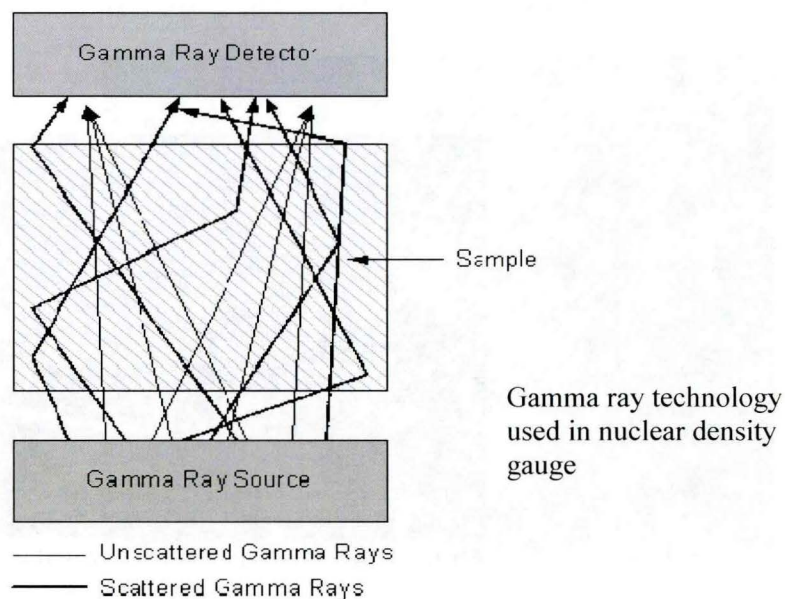 Gamma Ray Detector
Sample
Gamma ray technology
used in nuclear density
gauge
Gamma Ray Source
Unscattered Gamma Rays
Scattered Gamma Rays